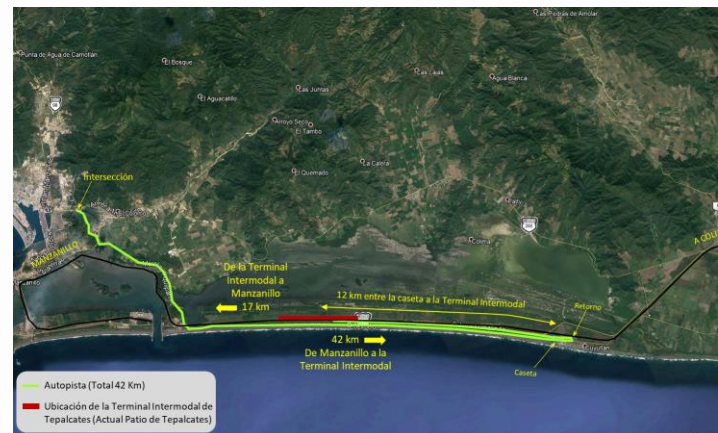 Las Piedras de Amolar
Punta de Agua de Camotlán
El Bosque
Las Lajas
Agua Blanca
Las Juntas
El Aguacatillo
Arroyo Seco
El Tambo
La Calera
El Quemado
Intersección
MANZANILLO
A COLI
De la Terminal
Intermodal a
Manzanillo
17 km
12 km entre la caseta a la Terminal Intermodal
Retorno
42 km
De Manzanillo a la
Terminal Intermodal
Caseta
Cuyutlán
Autopista (Total 42 Km)
Ubicación de la Terminal Intermodal de
Tepalcates (Actual Patio de Tepalcates)